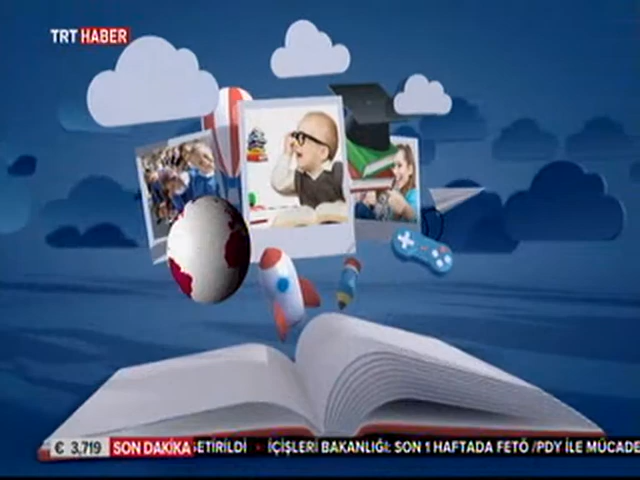 TRT HABER
€ 3,719 SON DAKİKA ETİRİLDİ • İÇİŞLERİ BAKANLIĞI: SON 1 HAFTADA FETÖ /PDY İLE MÜCADE